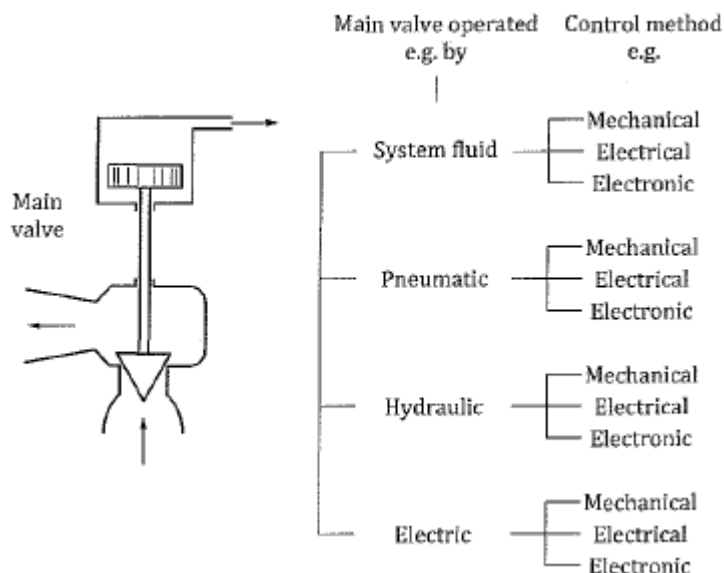 Main valve operated
e.g. by
Control method
e.g.
Main
valve
System fluid
Mechanical
Electrical
Electronic
Pneumatic
Mechanical
Electrical
Electronic
Hydraulic
Mechanical
Electrical
Electronic
Electric
Mechanical
Electrical
Electronic